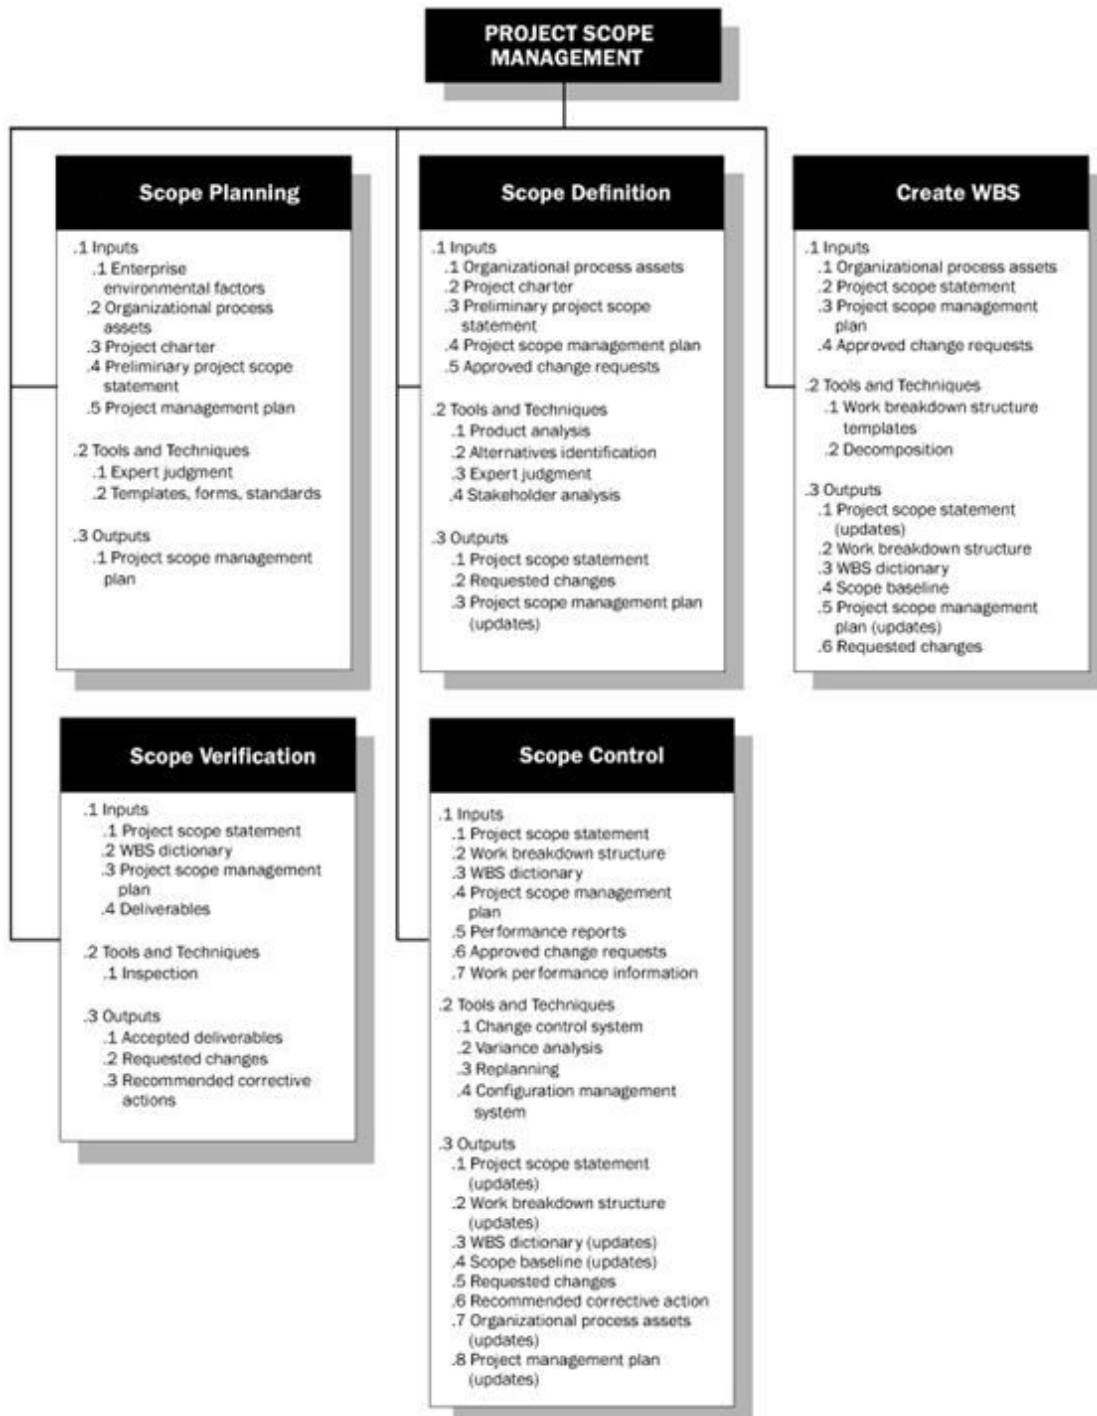 PROJECT SCOPE
MANAGEMENT
Scope Planning
.1 Inputs
.1 Enterprise
environmental factors
.2 Organizational process
assets
.3 Project charter
.4 Preliminary project scope
statement
.5 Project management plan
.2 Tools and Techniques
.1 Expert judgment
.2 Templates, forms, standards
.3 Outputs
.1 Project scope management
plan
Scope Definition
.1 Inputs
.1 Organizational process assets
.2 Project charter
.3 Preliminary project scope
statement
.4 Project scope management plan
.5 Approved change requests
.2 Tools and Techniques
.1 Product analysis
.2 Alternatives identification
.3 Expert judgment
.4 Stakeholder analysis
.3 Outputs
.1 Project scope statement
.2 Requested changes
.3 Project scope management plan
(updates)
Create WBS
.1 Inputs
.1 Organizational process assets
.2 Project scope statement
.3 Project scope management
plan
.4 Approved change requests
.2 Tools and Techniques
.1 Work breakdown structure
templates
.2 Decomposition
.3 Outputs
.1 Project scope statement
(updates)
.2 Work breakdown structure
.3 WBS dictionary
.4 Scope baseline
.5 Project scope management
plan (updates)
.6 Requested changes
Scope Verification
.1 Inputs
.1 Project scope statement
.2 WBS dictionary
.3 Project scope management
plan
.4 Deliverables
.2 Tools and Techniques
.1 Inspection
.3 Outputs
.1 Accepted deliverables
.2 Requested changes
.3 Recommended corrective
actions
Scope Control
.1 Inputs
.1 Project scope statement
.2 Work breakdown structure
.3 WBS dictionary
.4 Project scope management
plan
.5 Performance reports
.6 Approved change requests
.7 Work performance information
.2 Tools and Techniques
.1 Change control system
.2 Variance analysis
.3 Replanning
.4 Configuration management
system
.3 Outputs
.1 Project scope statement
(updates)
.2 Work breakdown structure
(updates)
.3 WBS dictionary (updates)
.4 Scope baseline (updates)
.5 Requested changes
.6 Recommended corrective action
.7 Organizational process assets
(updates)
.8 Project management plan
(updates)